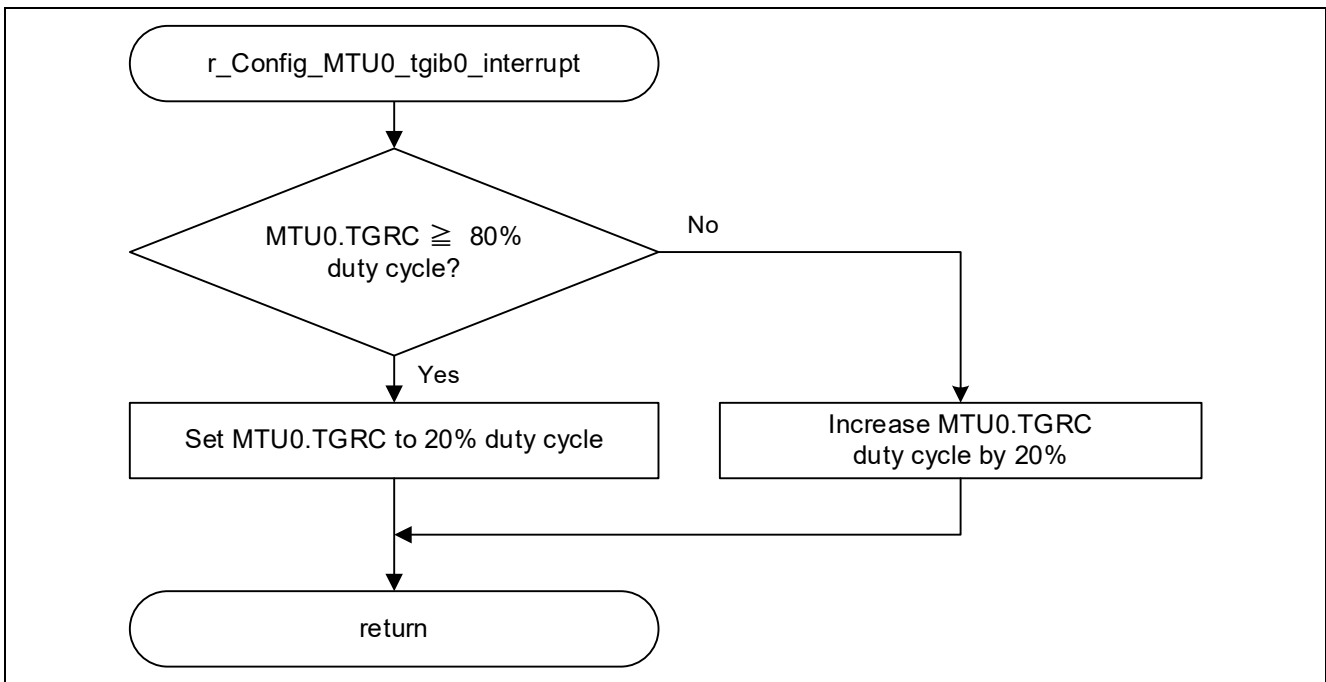 r_Config_MTU0_tgib0_interrupt
MTU0.TGRC ≧ 80%
duty cycle?
No
Yes
Set MTU0.TGRC to 20% duty cycle
Increase MTU0.TGRC
duty cycle by 20%
return